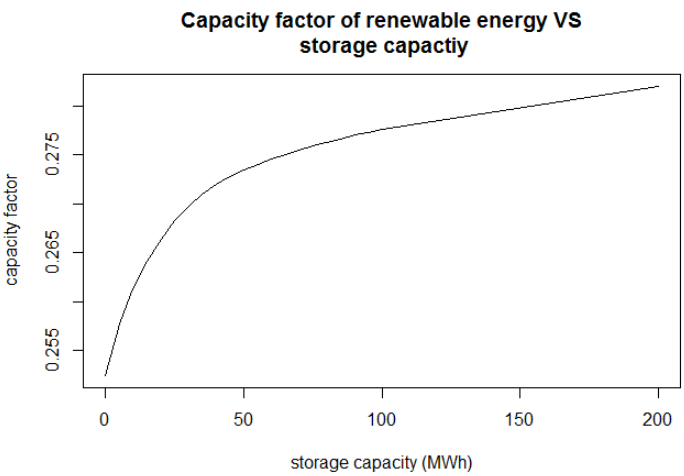 Capacity factor of renewable energy VS
storage capactiy
capacity factor
0.275
0.265
0.255
0 50 100 150 200
storage capacity (MWh)